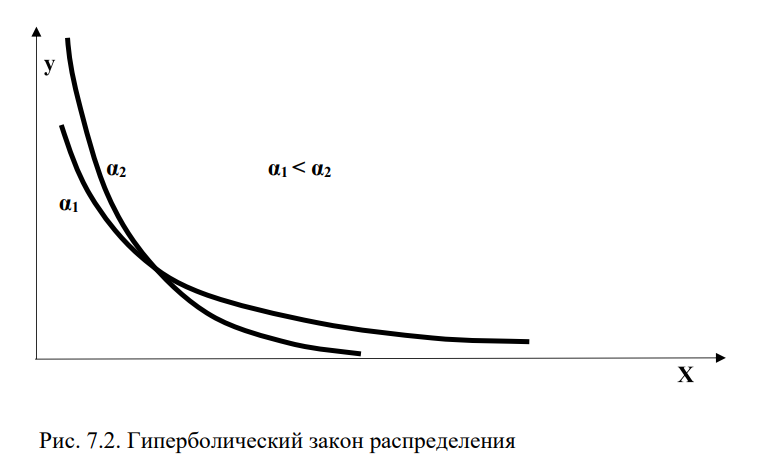 y
α₂
α₁ < α₂
α₁
X
Рис. 7.2. Гиперболический закон распределения